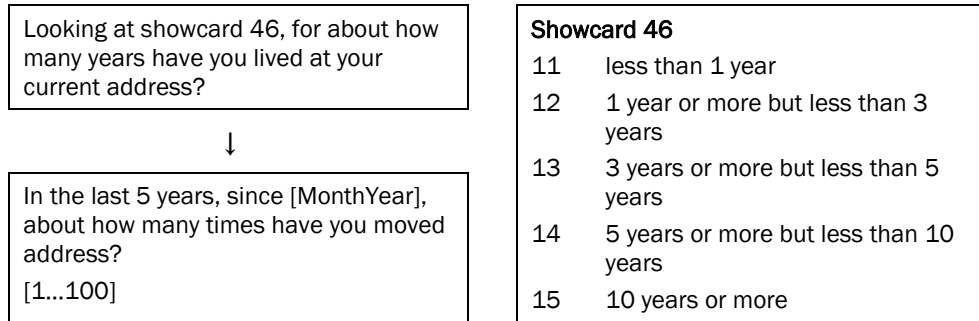 Looking at showcard 46, for about how
many years have you lived at your
current address?
↓
In the last 5 years, since [MonthYear],
about how many times have you moved
address?
[1...100]
Showcard 46
11 less than 1 year
12 1 year or more but less than 3
years
13 3 years or more but less than 5
years
14 5 years or more but less than 10
years
15 10 years or more